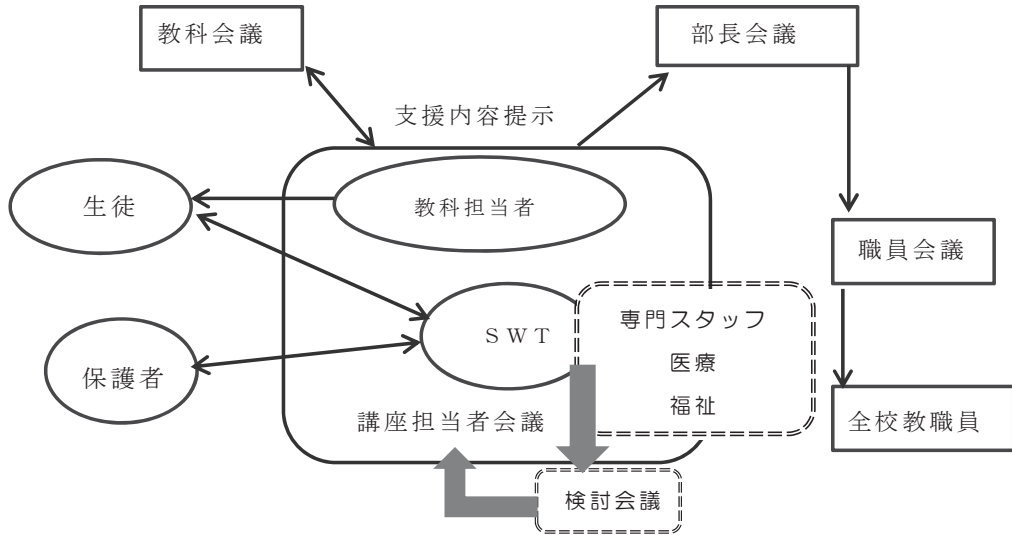 教科会議
部長会議
支援内容提示
生徒
教科担当者
職員会議
専門スタッフ
SWT
医療
保護者
福祉
講座担当者会議
全校教職員
検討会議